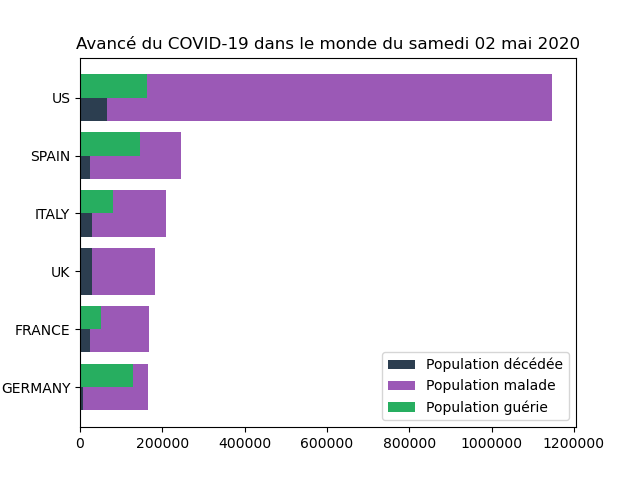 Avancé du COVID-19 dans le monde du samedi 02 mai 2020
US
SPAIN
ITALY
UK
FRANCE
GERMANY
Population décédée
Population malade
Population guérie
0 200000 400000 600000 800000 1000000 1200000